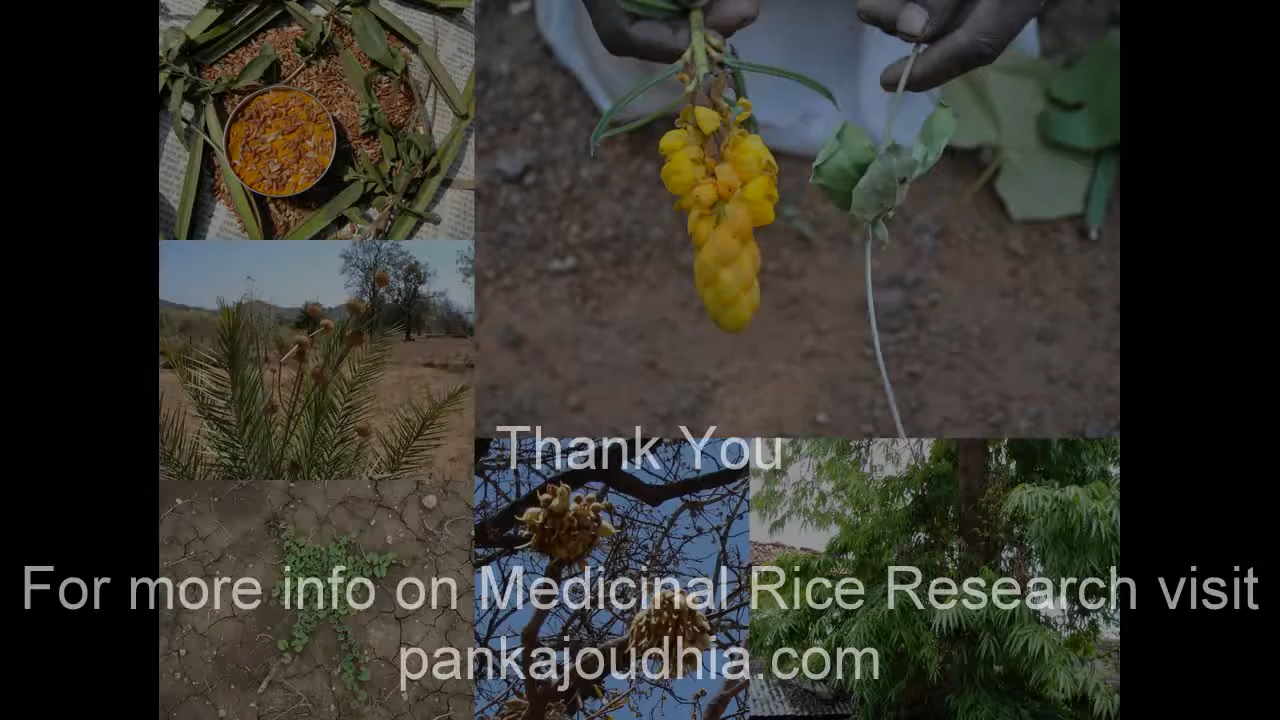 Thank You
For more info on Medicinal Rice Research visit
pankajoudhia.com